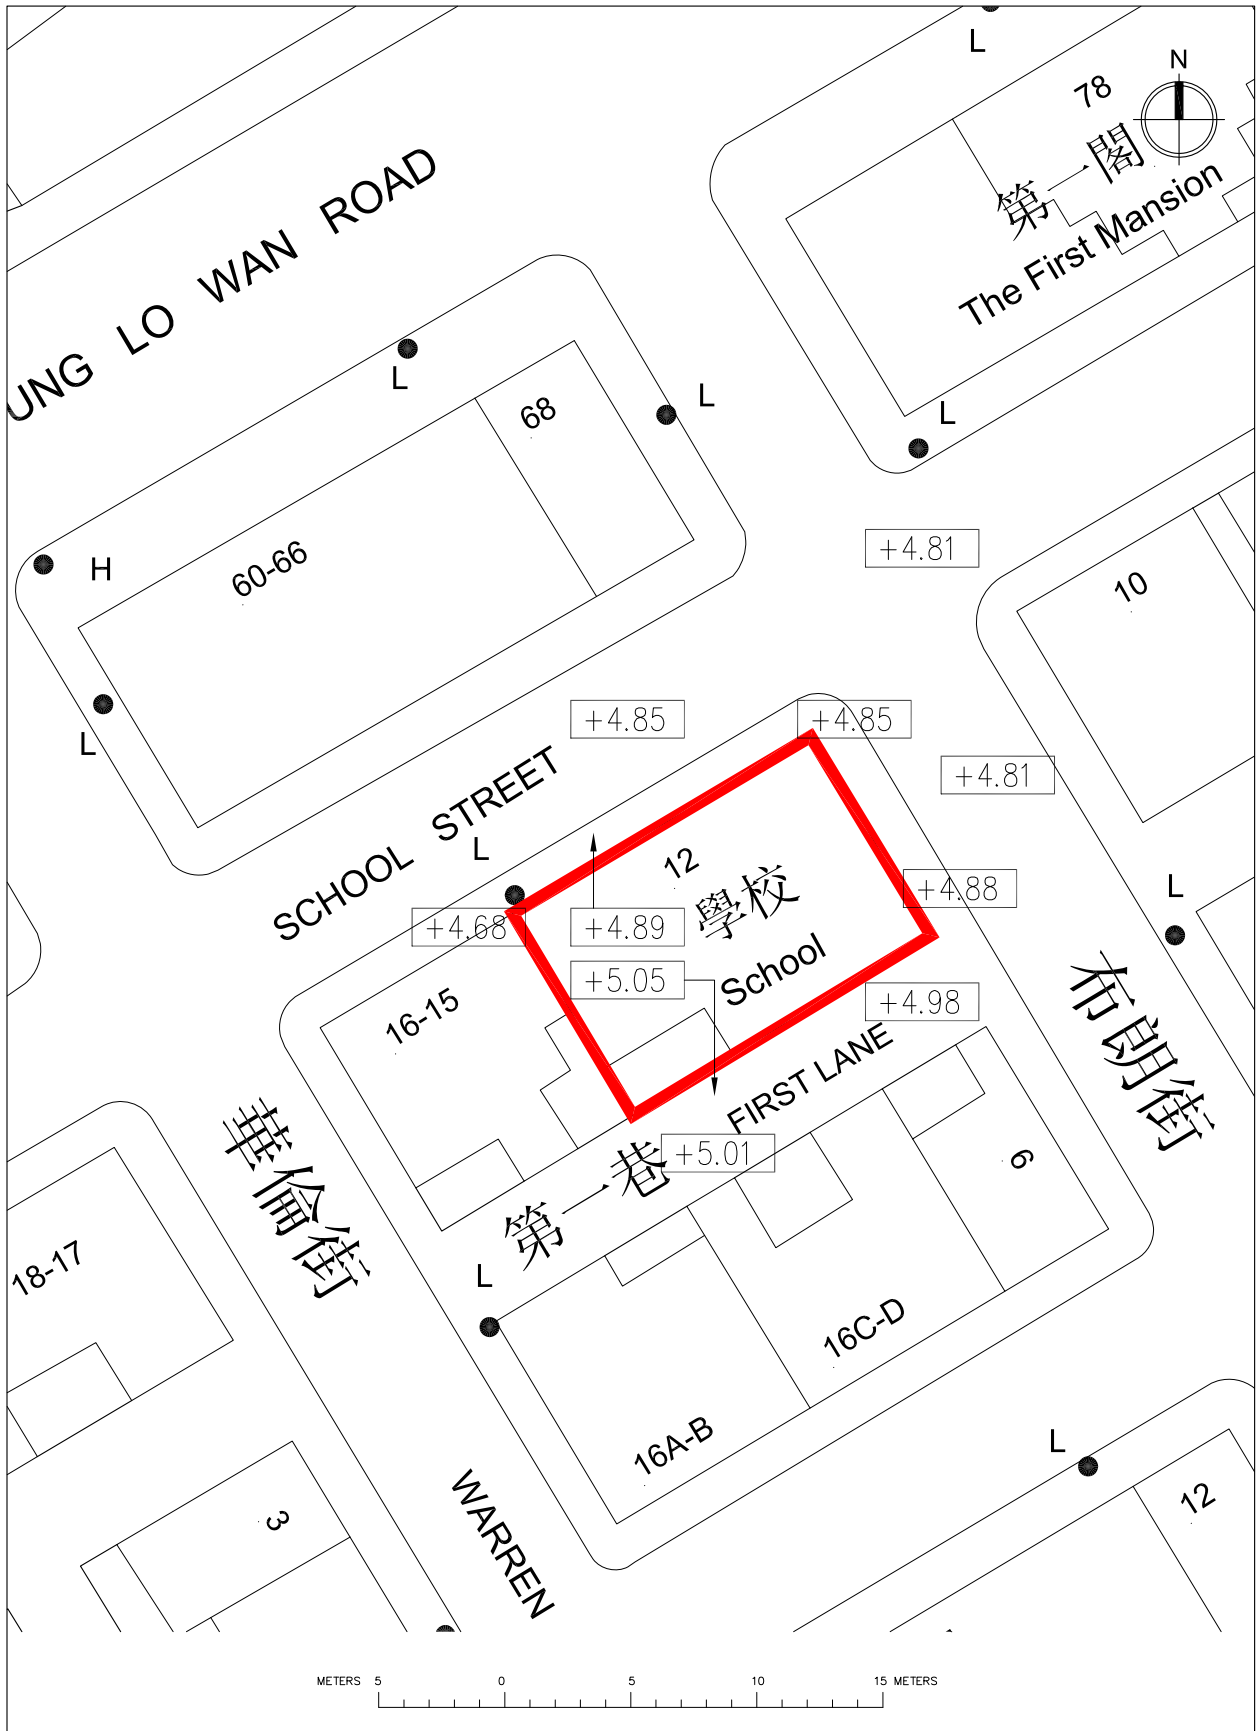 L
N
78
第一閣
The First Mansion
UNG LO WAN ROAD
L
L
68
L
60-66
H
+4.81
10
L
+4.85
+4.85
+4.81
SCHOOL STREET
L
12
學校
School
+4.88
L
+4.68
+4.89
+5.05
+4.98
16-15
布朗街
FIRST LANE
第一巷
+5.01
6
華倫街
18-17
L
16C-D
16A-B
L
12
3
WARREN
METERS 5 0 5 10 15 METERS